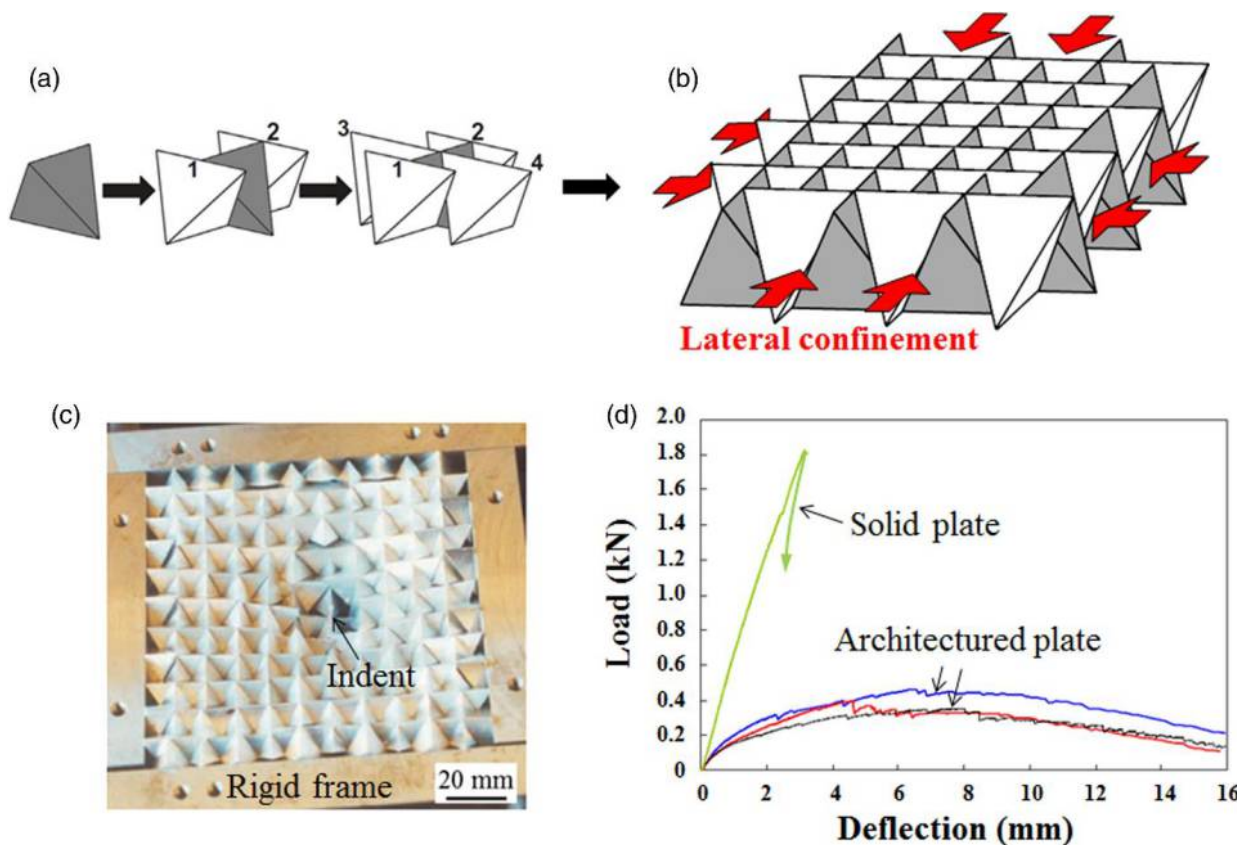 (a)
1
2
3
1
2
4
(b)
Lateral confinement
(c)
Indent
Rigid frame
20 mm
(d)
Load (kN)
2.0
1.8
1.6
1.4
1.2
1.0
0.8
0.6
0.4
0.2
0
Solid plate
Architectured plate
0 2 4 6 8 10 12 14 16
Deflection (mm)